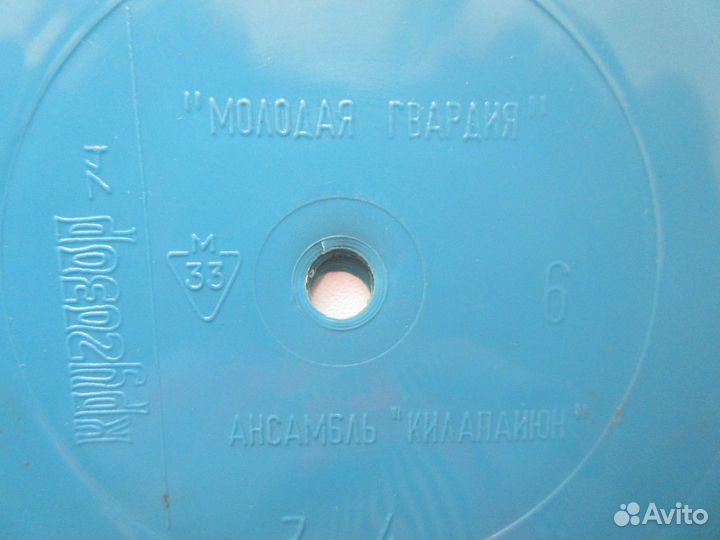 "МОЛОДАЯ ГВАРДИЯ"
кругозор 74
М
33
6
АНСАМБЛЬ "КИЛАПАЙЮН"
Avito